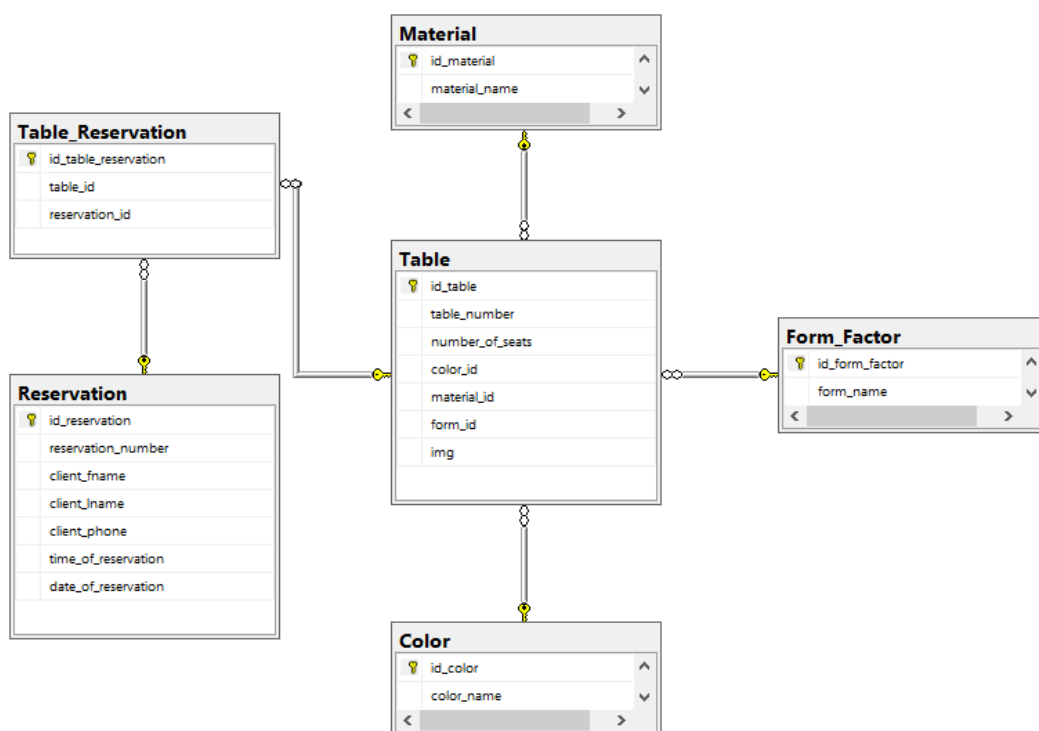 Material
id_material
material_name
Table_Reservation
id_table_reservation
table_id
reservation_id
Table
id_table
table_number
number_of_seats
color_id
material_id
form_id
img
Form_Factor
id_form_factor
form_name
Reservation
id_reservation
reservation_number
client_fname
client_lname
client_phone
time_of_reservation
date_of_reservation
Color
id_color
color_name